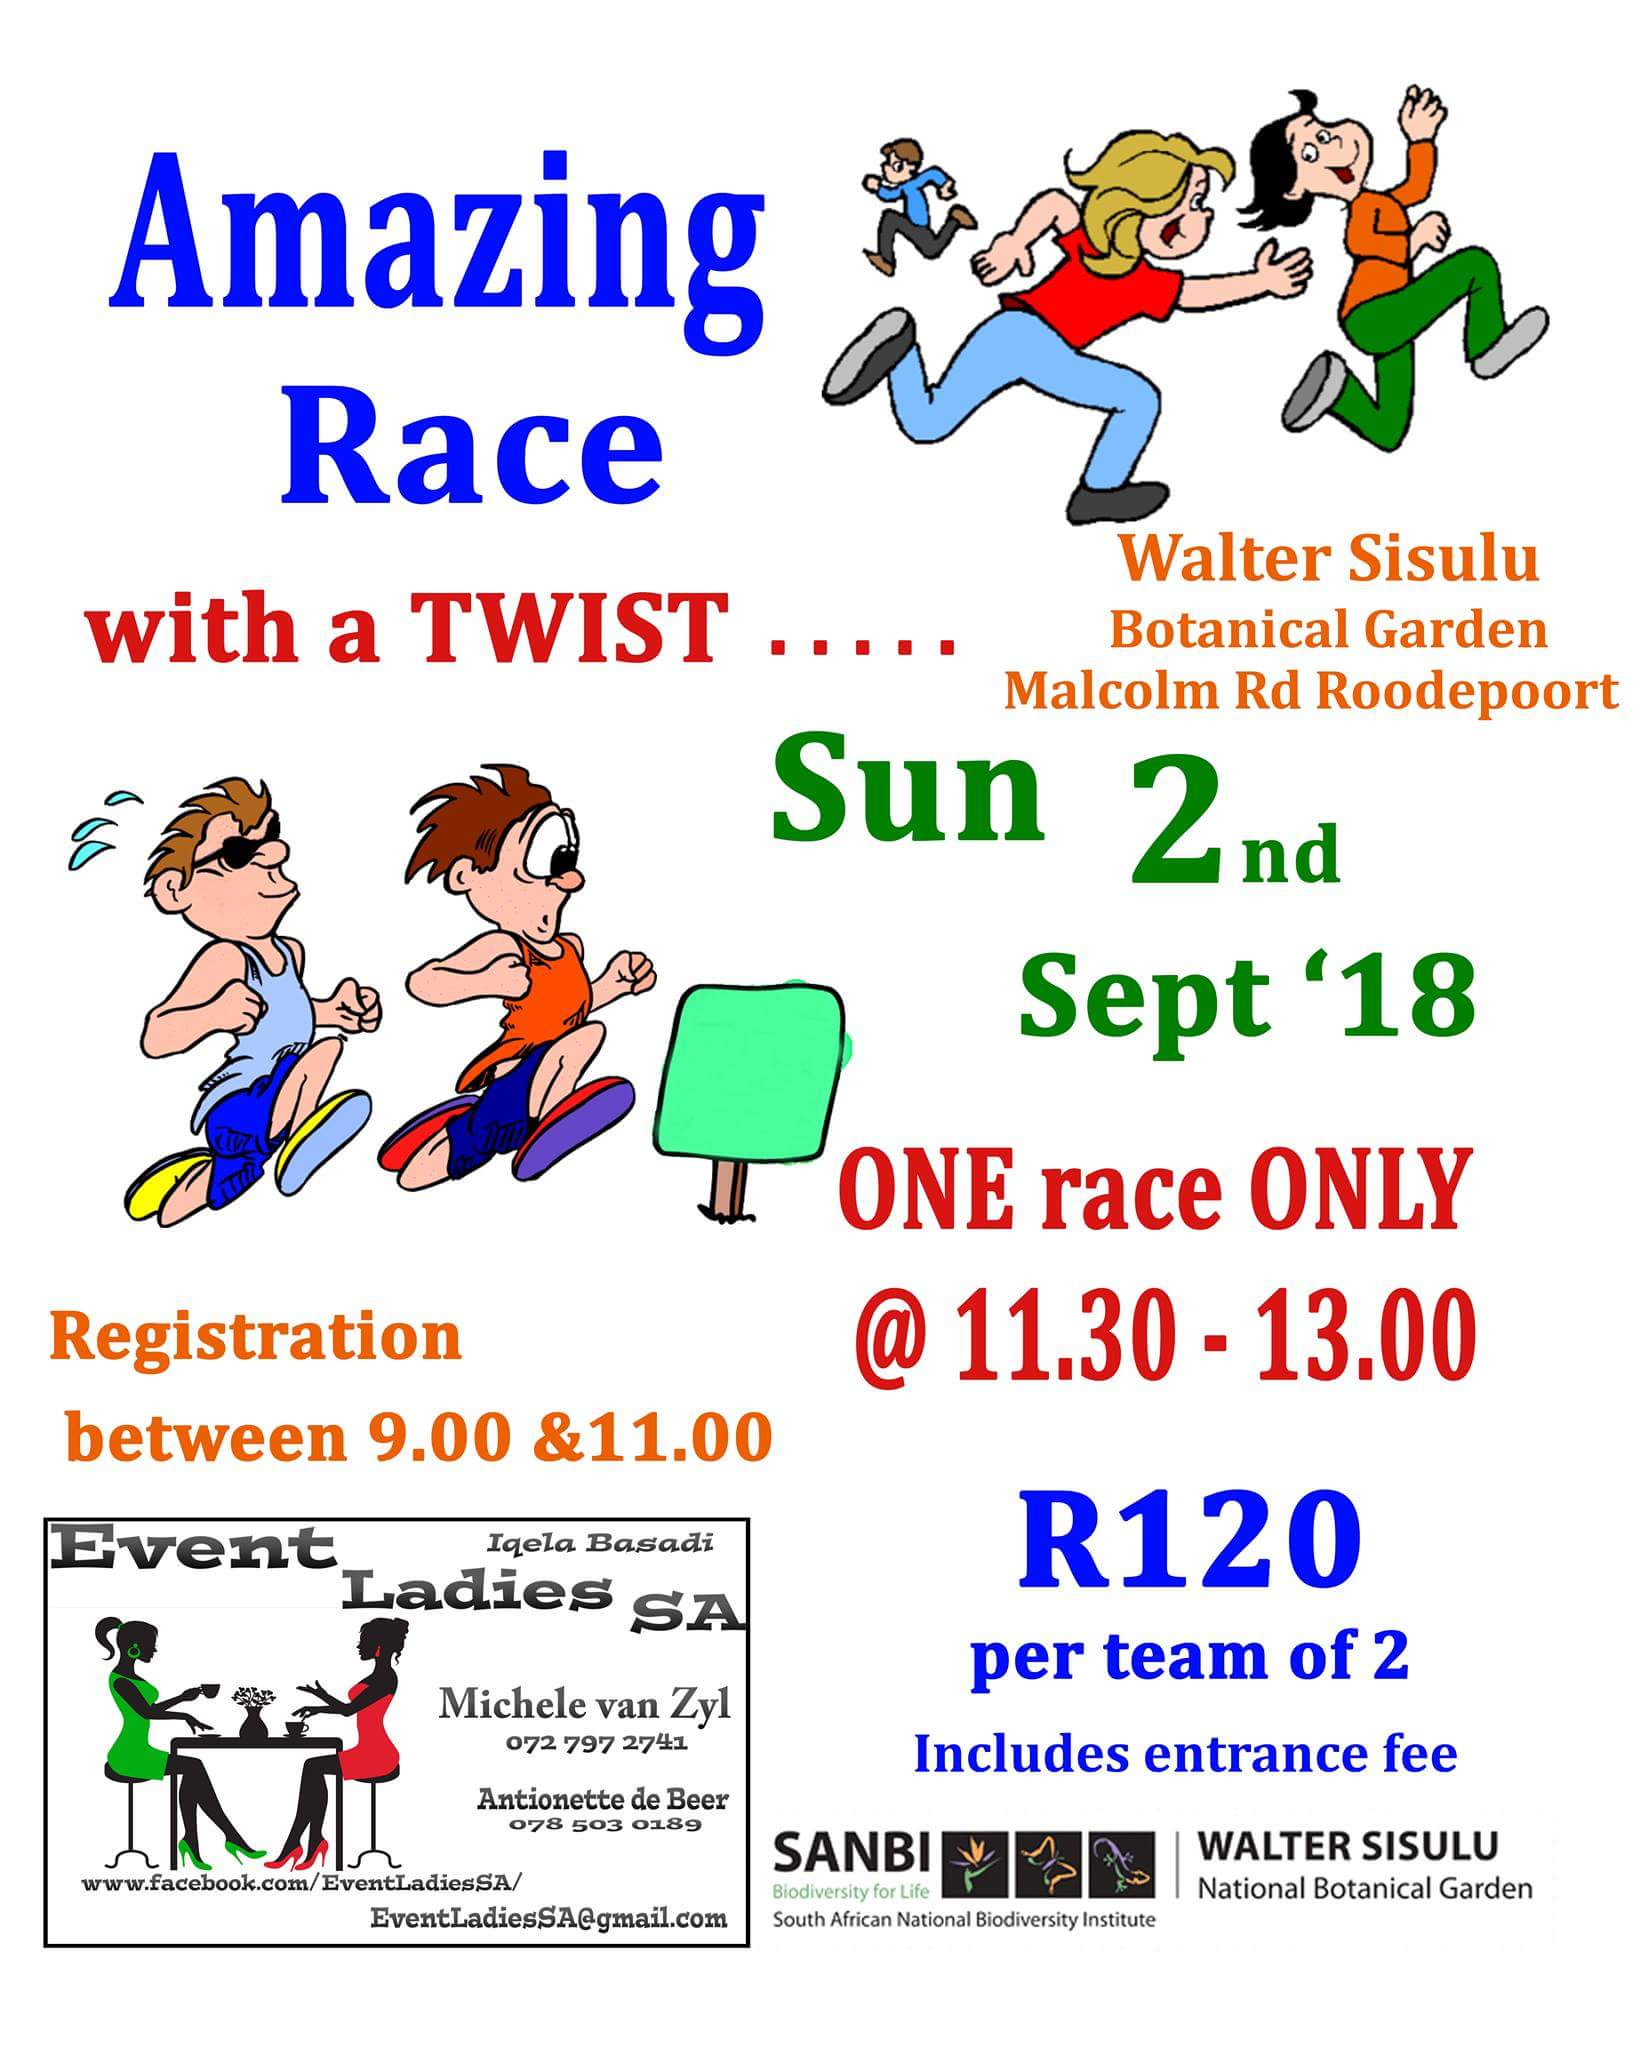 Amazing
Race
with a TWIST .....
Walter Sisulu
Botanical Garden
Malcolm Rd Roodepoort
Sun 2nd
Sept ‘18
ONE race ONLY
@ 11.30 - 13.00
Registration
between 9.00 &11.00
R120
per team of 2
Includes entrance fee
Event
Iqela Basadi
Ladies SA
Michele van Zyl
072 797 2741
Antionette de Beer
078 503 0189
www.facebook.com/EventLadiesSA/
EventLadiesSA@gmail.com
SANBI
Biodiversity for Life
South African National Biodiversity Institute
WALTER SISULU
National Botanical Garden